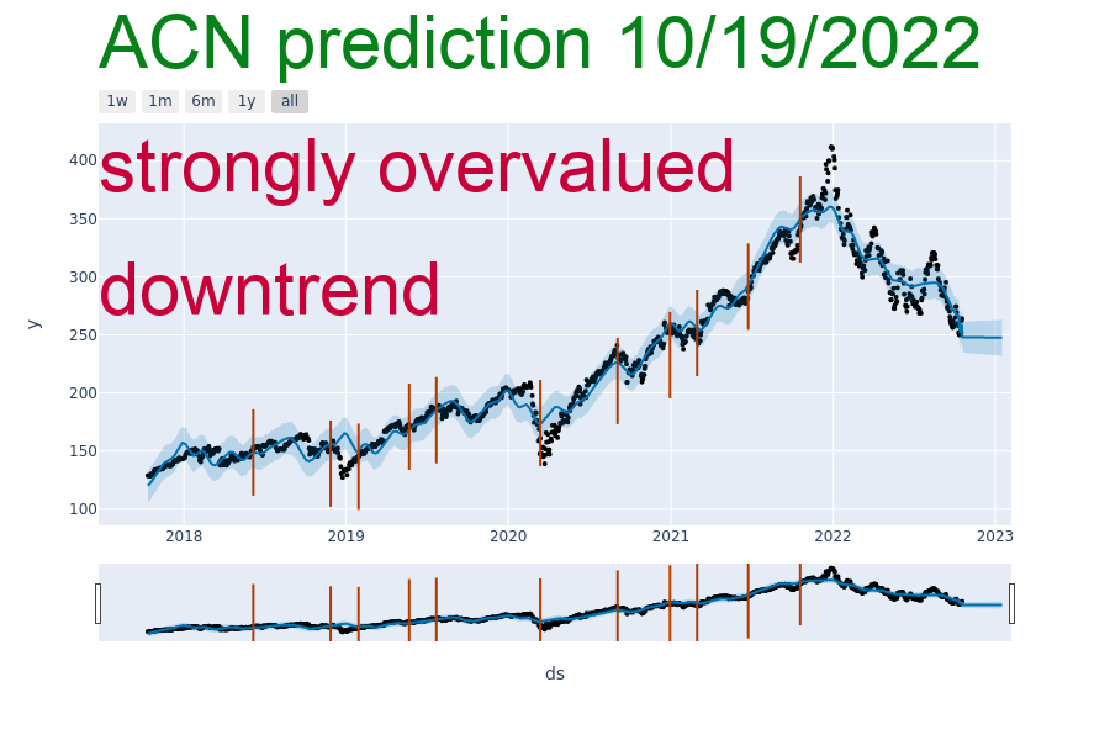 ACN prediction 10/19/2022
1w 1m 6m 1y all
strongly overvalued
downtrend
400
350
300
250
200
150
100
y
2018 2019 2020 2021 2022 2023
ds